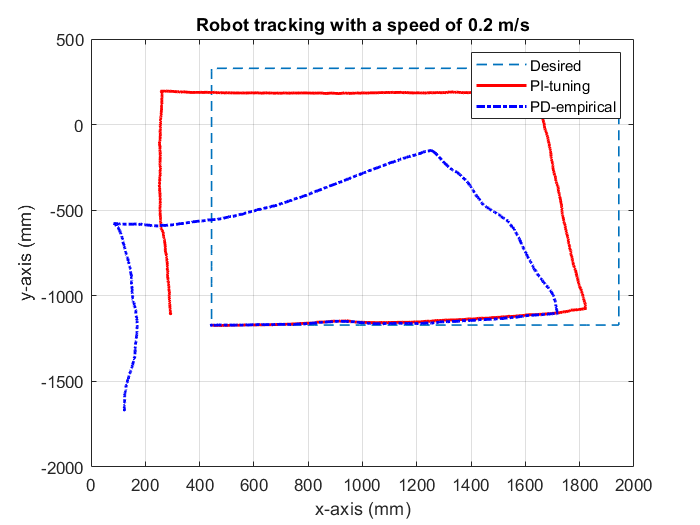 Robot tracking with a speed of 0.2 m/s
Desired
PI-tuning
PD-empirical
500
0
-500
-1000
-1500
-2000
y-axis (mm)
0 200 400 600 800 1000 1200 1400 1600 1800 2000
x-axis (mm)